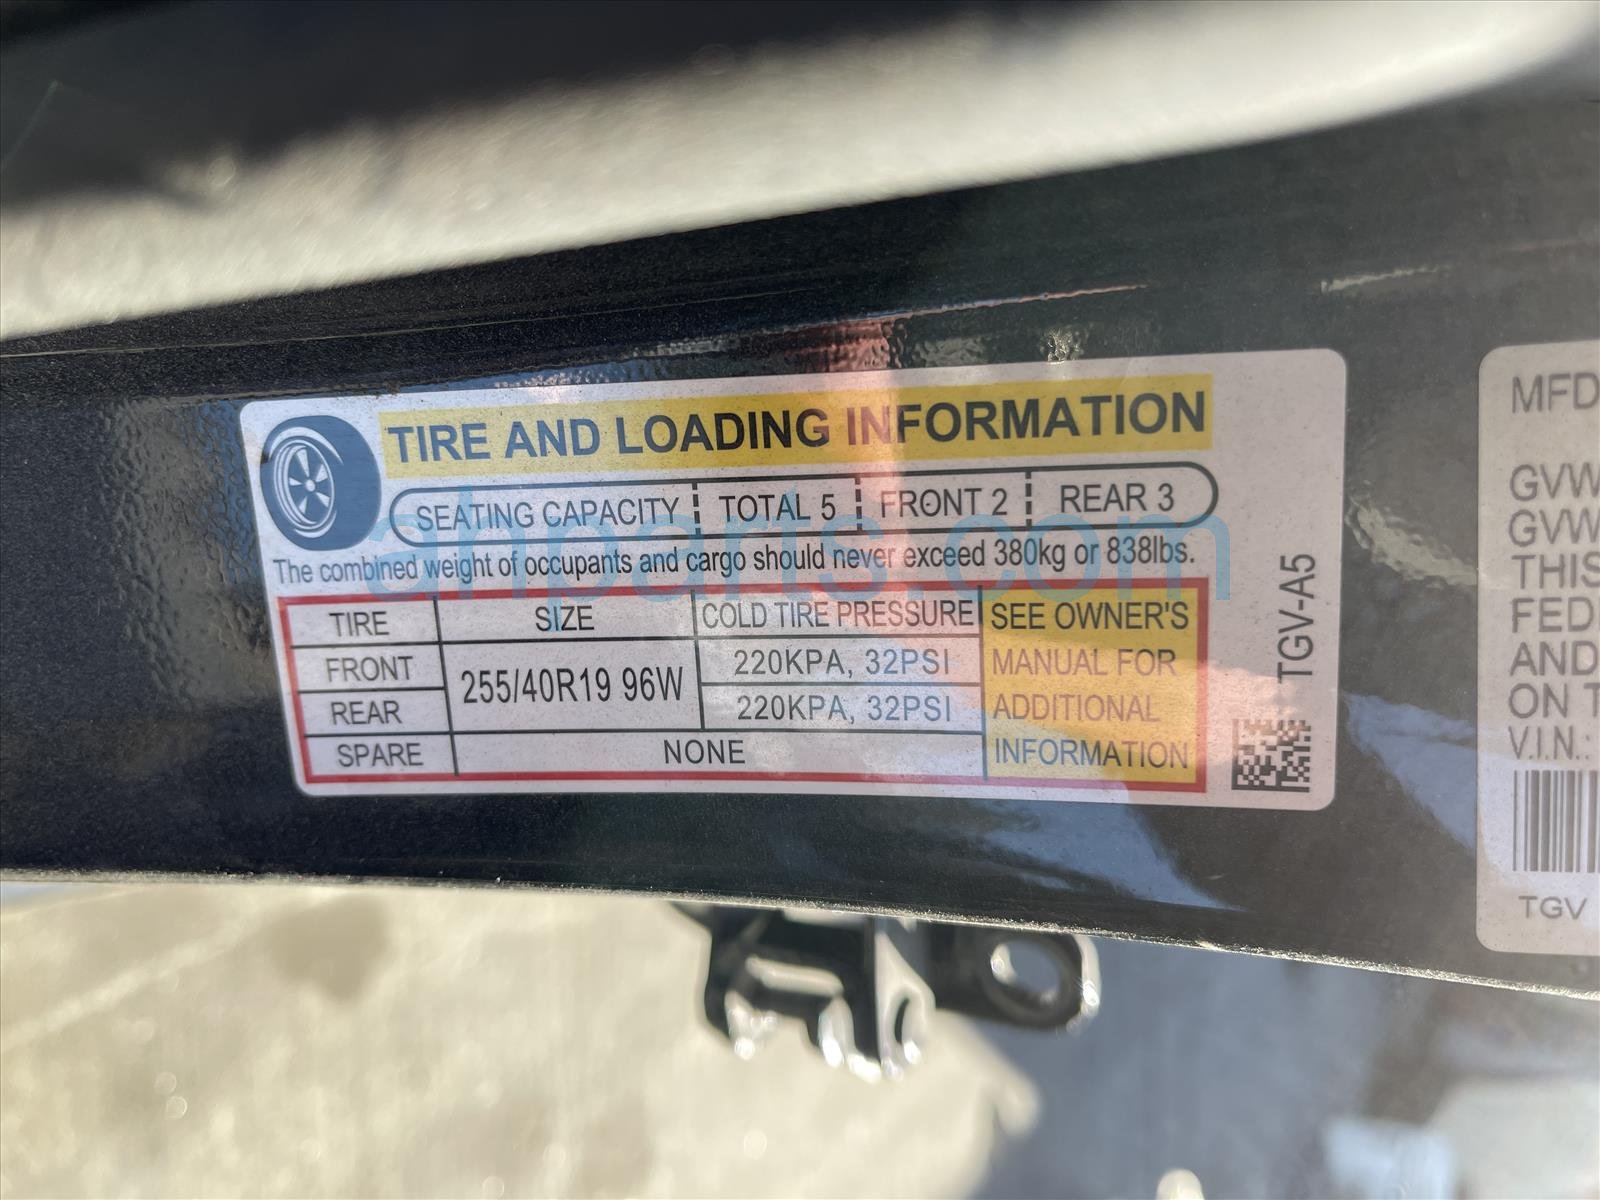 TIRE AND LOADING INFORMATION
SEATING CAPACITY TOTAL 5 FRONT 2 REAR 3
The combined weight of occupants and cargo should never exceed 380kg or 838lbs.
TIRE SIZE COLD TIRE PRESSURE SEE OWNER'S
FRONT 255/40R19 96W 220KPA, 32PSI MANUAL FOR
REAR 220KPA, 32PSI ADDITIONAL
SPARE NONE INFORMATION
TGV-A5
ahparts.com
MFD
GVW
GVW
THIS
FED
AND
ON T
V.I.N.:
TGV